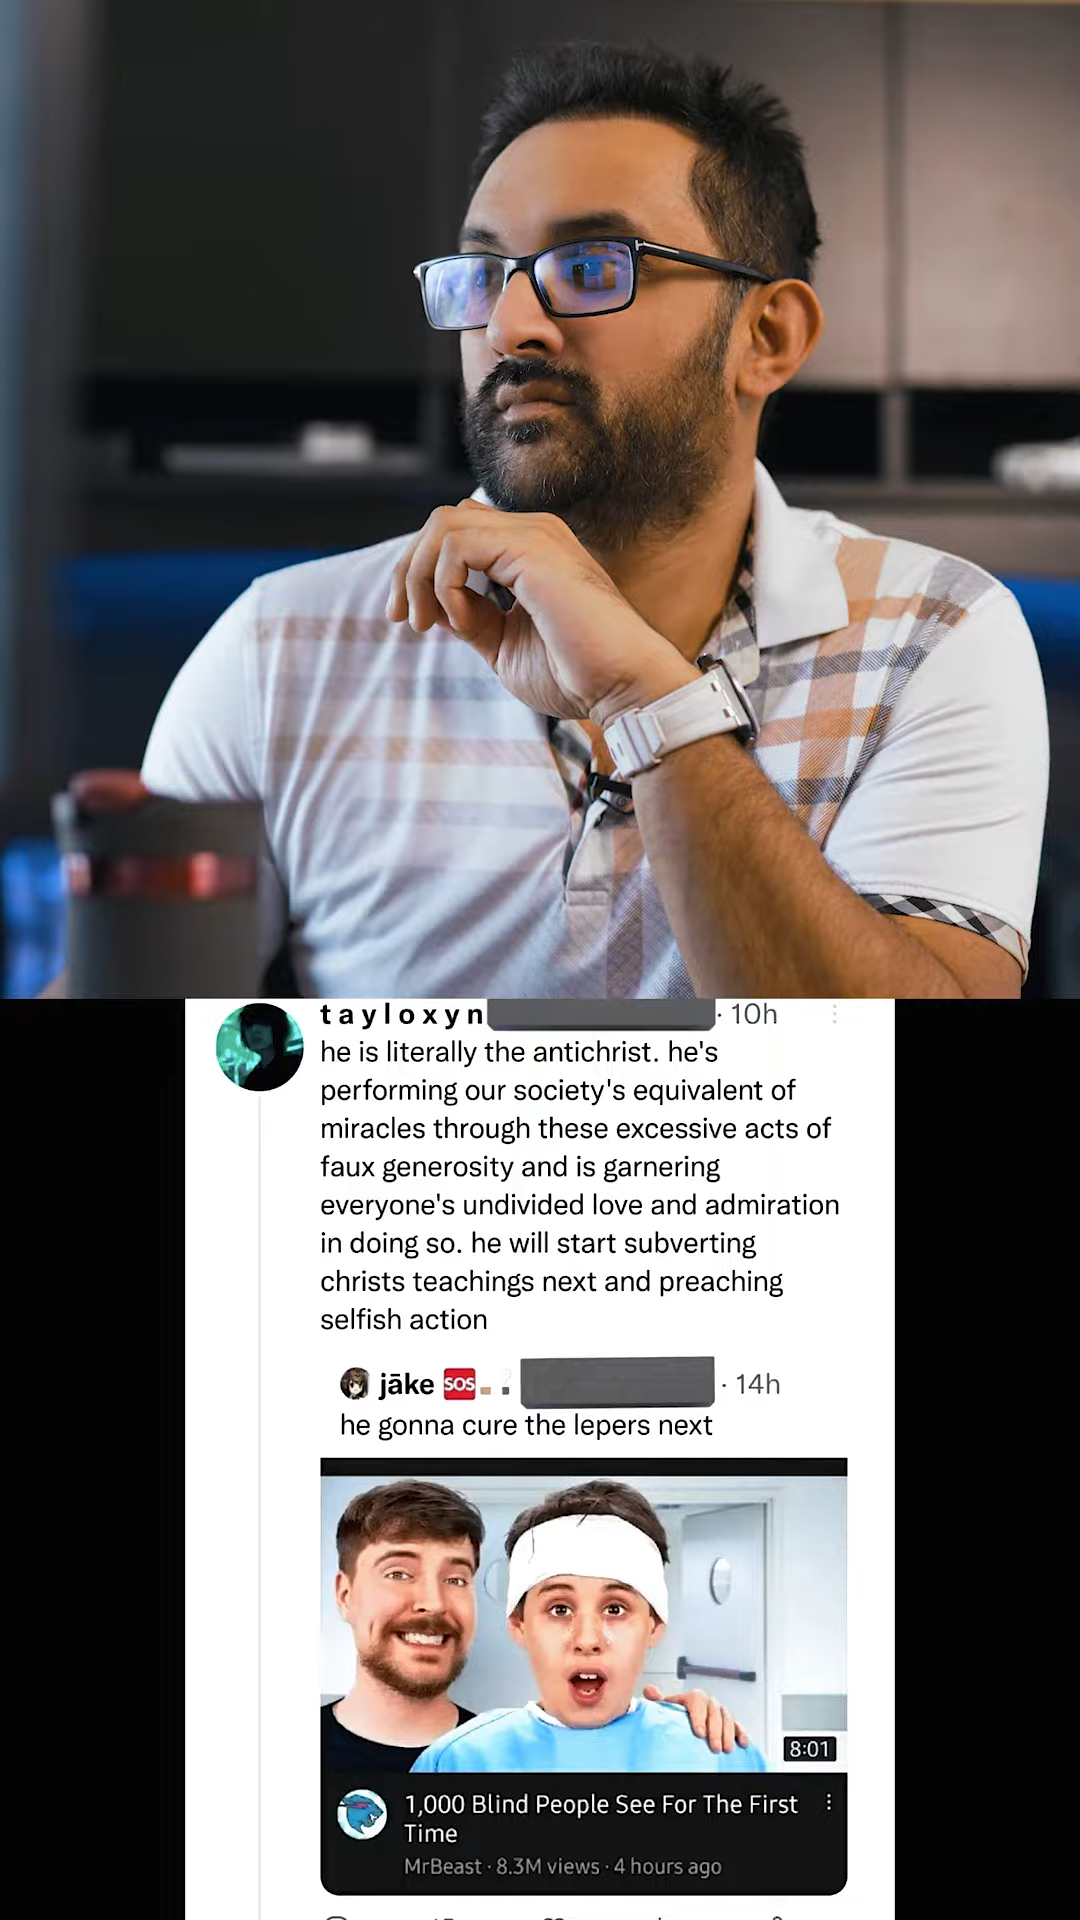 tayloxyn · 10h
he is literally the antichrist. he's
performing our society's equivalent of
miracles through these excessive acts of
faux generosity and is garnering
everyone's undivided love and admiration
in doing so. he will start subverting
christs teachings next and preaching
selfish action
jāke SOS · 14h
he gonna cure the lepers next
8:01
1,000 Blind People See For The First
Time
MrBeast · 8.3M views · 4 hours ago